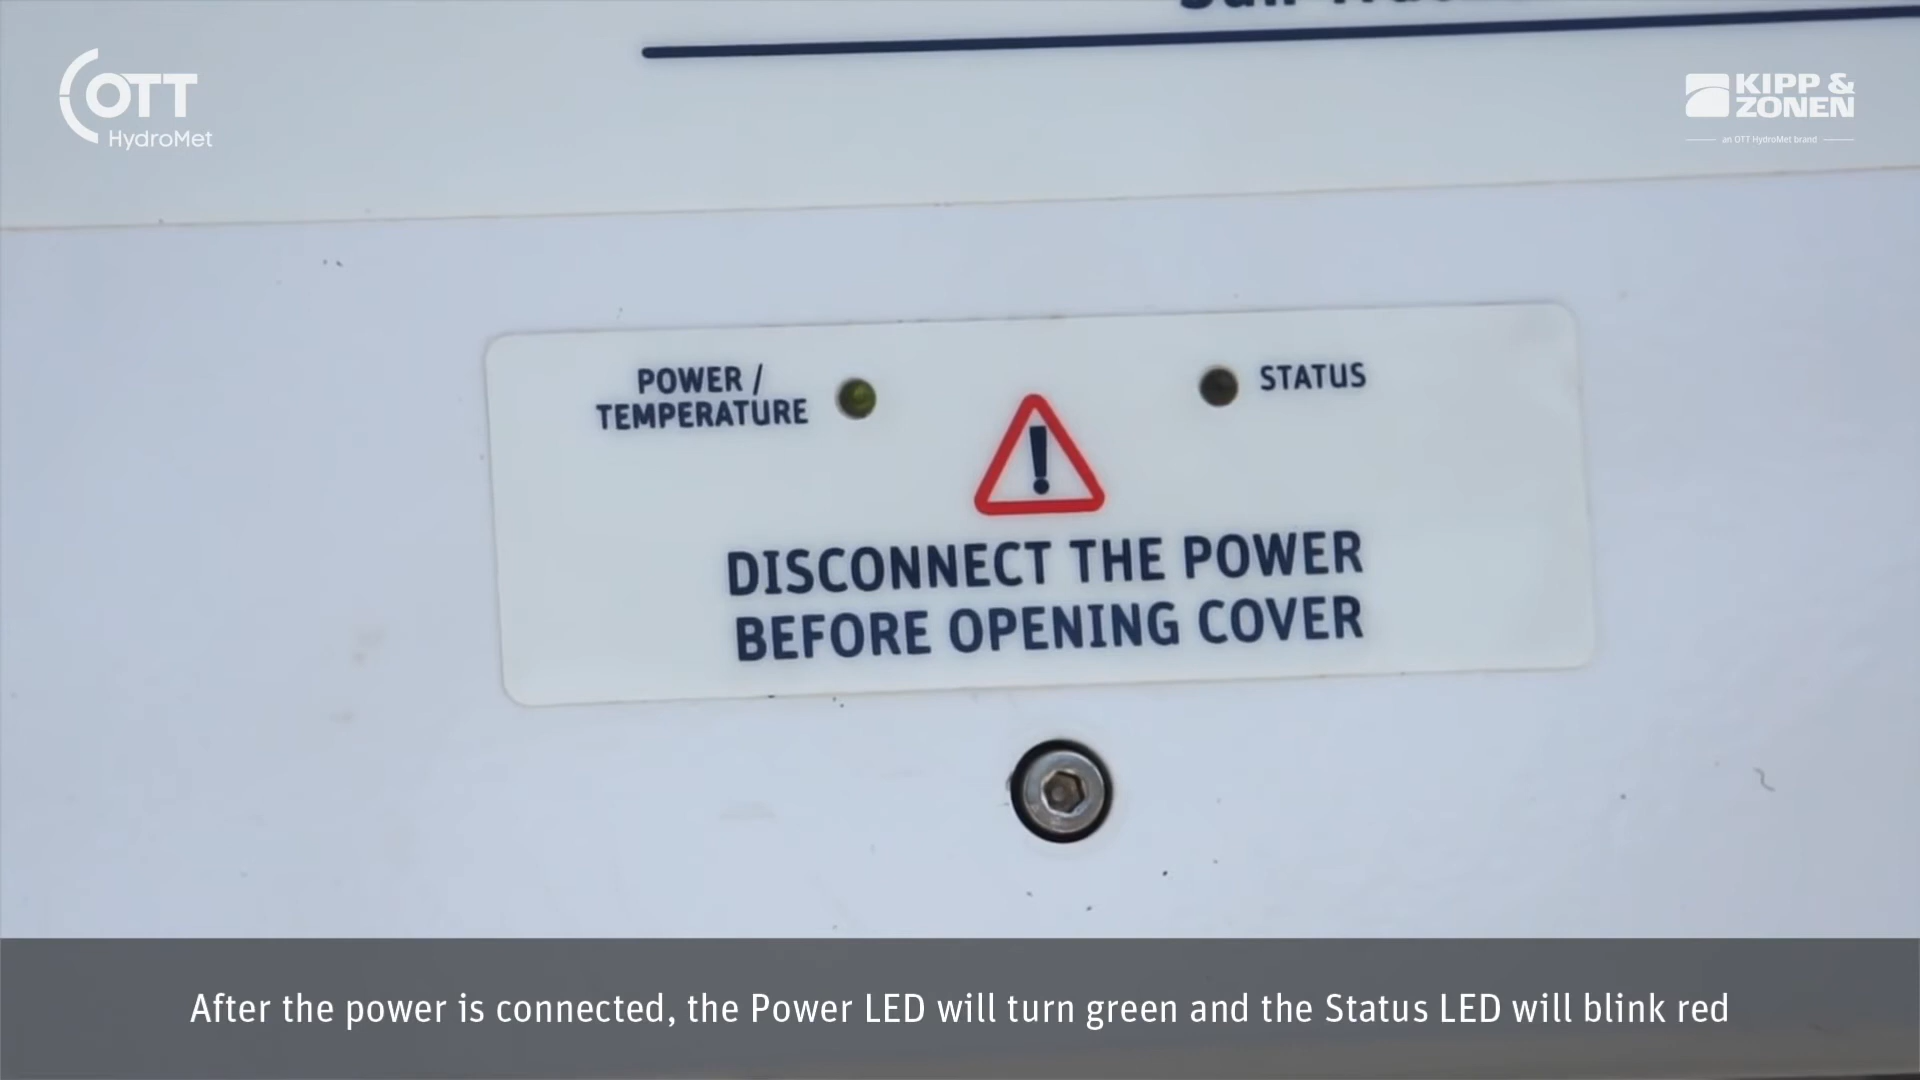 OTT
HydroMet
KIPP &
ZONEN
an OTT HydroMet brand
POWER /
TEMPERATURE
STATUS
!
DISCONNECT THE POWER
BEFORE OPENING COVER
After the power is connected, the Power LED will turn green and the Status LED will blink red